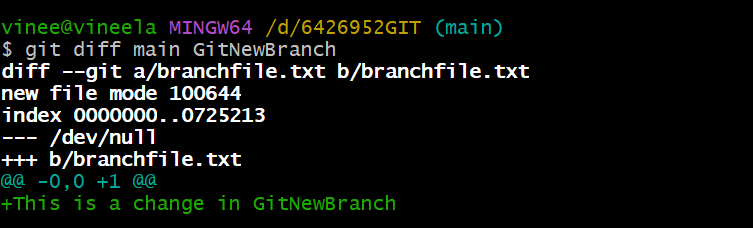 vinee@vineela MINGW64 /d/6426952GIT (main)
$ git diff main GitNewBranch
diff --git a/branchfile.txt b/branchfile.txt
new file mode 100644
index 0000000..0725213
--- /dev/null
+++ b/branchfile.txt
@@ -0,0 +1 @@
+This is a change in GitNewBranch